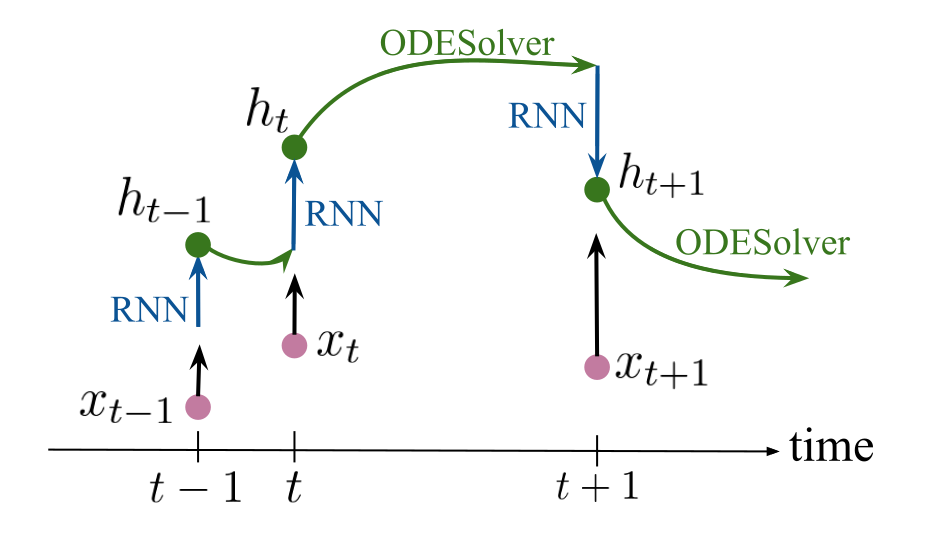 ODESolver
h_t
RNN
h_{t+1}
h_{t-1}
RNN
ODESolver
RNN
x_t
x_{t+1}
x_{t-1}
time
t − 1
t
t + 1